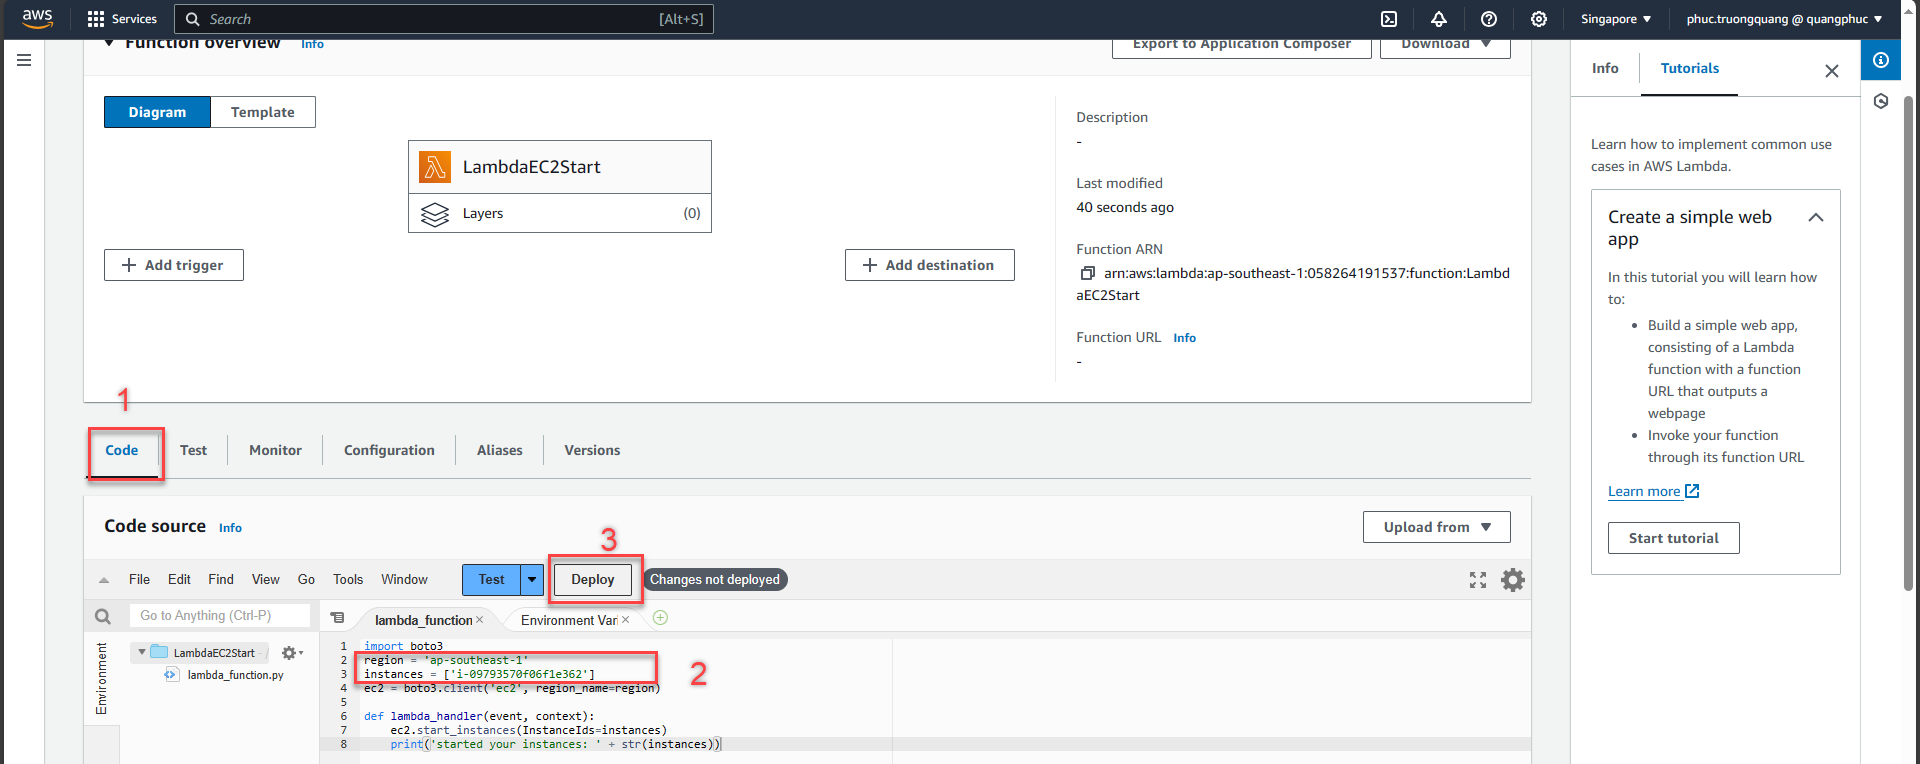 aws
Services
Search
[Alt+S]
Singapore ▼
phuc.truongquang @ quangphuc ▼
▼ Function overview Info
Export to Application Composer
Download ▼
Diagram
Template
LambdaEC2Start
Layers
(0)
+ Add trigger
+ Add destination
Description
-
Last modified
40 seconds ago
Function ARN
arn:aws:lambda:ap-southeast-1:058264191537:function:Lambd
aEC2Start
Function URL Info
-
1
Code
Test
Monitor
Configuration
Aliases
Versions
Code source Info
Upload from ▼
3
File
Edit
Find
View
Go
Tools
Window
Test
Deploy
Changes not deployed
Go to Anything (Ctrl-P)
lambda_function ×
Environment Vari ×
Environment
LambdaEC2Start - /
lambda_function.py
1 import boto3
2 region = 'ap-southeast-1'
3 instances = ['i-09793570f06f1e362']
2
4 ec2 = boto3.client('ec2', region_name=region)
5
6 def lambda_handler(event, context):
7     ec2.start_instances(InstanceIds=instances)
8     print('started your instances: ' + str(instances))
Info
Tutorials
Learn how to implement common use
cases in AWS Lambda.
Create a simple web
app
In this tutorial you will learn how
to:
• Build a simple web app,
consisting of a Lambda
function with a function
URL that outputs a
webpage
• Invoke your function
through its function URL
Learn more
Start tutorial